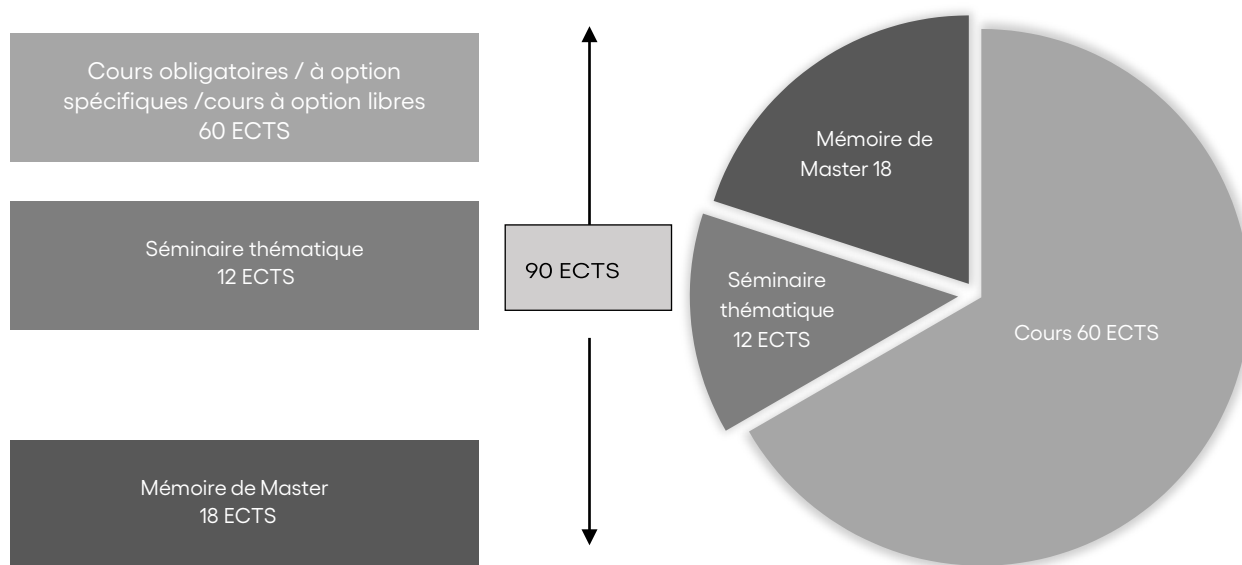 Cours obligatoires / à option
spécifiques /cours à option libres
60 ECTS
Séminaire thématique
12 ECTS
Mémoire de Master
18 ECTS
90 ECTS
Mémoire de
Master 18
Séminaire
thématique
12 ECTS
Cours 60 ECTS